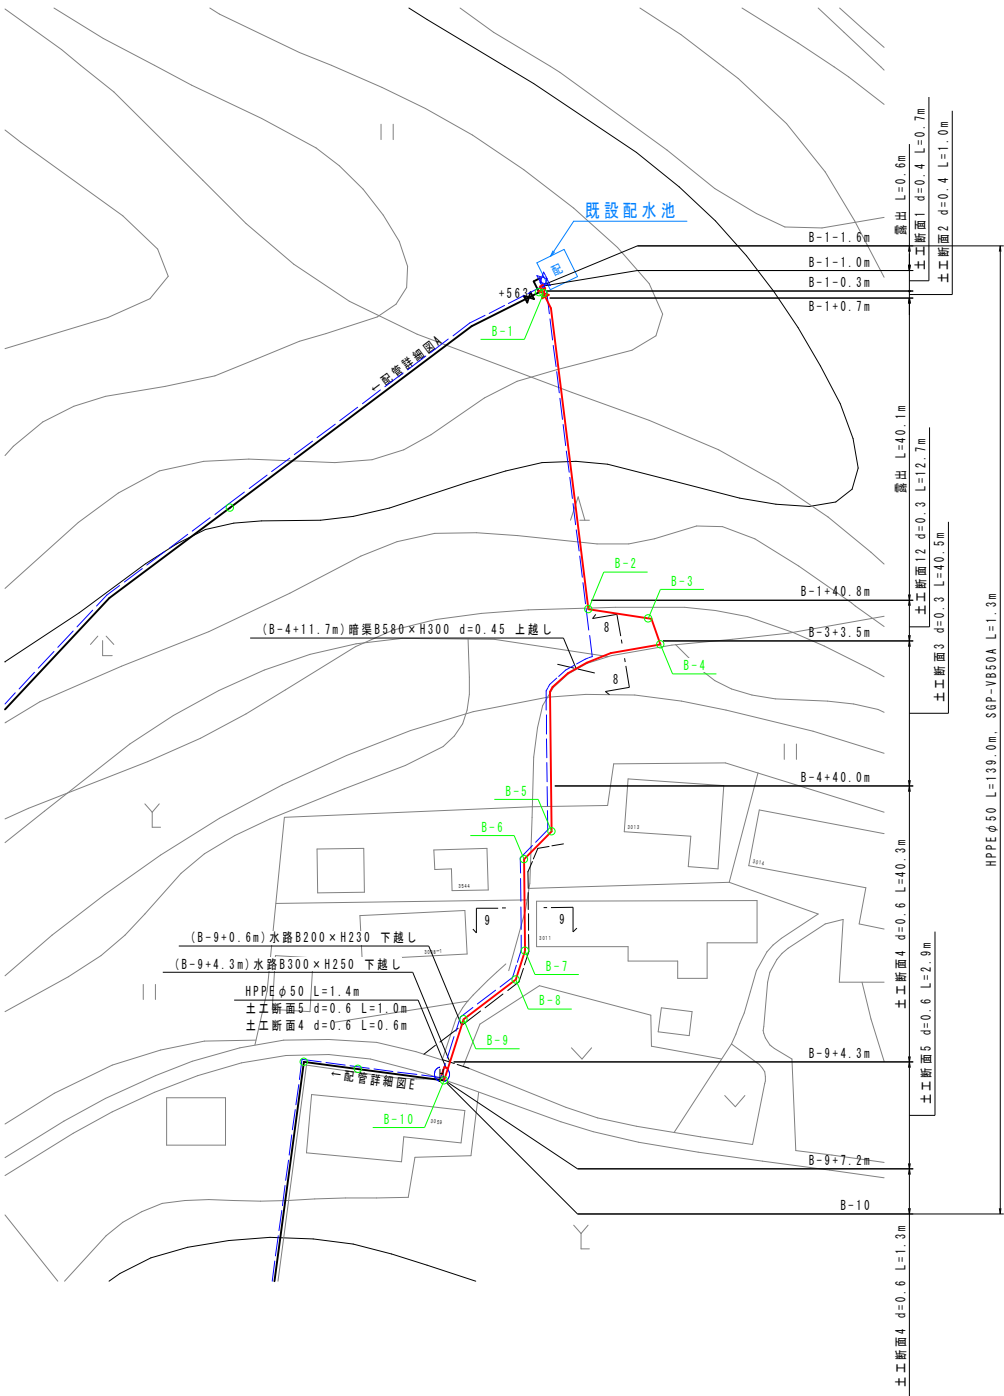 露出 L=0.6m
土工断面1 d=0.4 L=0.7m
土工断面2 d=0.4 L=1.0m
既設配水池
配
B-1-1.6m
B-1-1.0m
B-1-0.3m
B-1+0.7m
+563
B-1
←配管詳細図A
露出 L=40.1m
土工断面12 d=0.3 L=12.7m
土工断面3 d=0.3 L=40.5m
HPPEφ50 L=139.0m, SGP-VB50A L=1.3m
B-2
B-3
B-1+40.8m
(B-4+11.7m)暗渠B580×H300 d=0.45 上越し
8
B-3+3.5m
B-4
8
B-4+40.0m
B-5
B-6
3013
3014
3544
9
9
3011
(B-9+0.6m)水路B200×H230 下越し
(B-9+4.3m)水路B300×H250 下越し
HPPEφ50 L=1.4m
土工断面5 d=0.6 L=1.0m
土工断面4 d=0.6 L=0.6m
B-7
B-8
B-9
土工断面4 d=0.6 L=40.3m
土工断面5 d=0.6 L=2.9m
B-9+4.3m
←配管詳細図E
B-10
B-9+7.2m
B-10
土工断面4 d=0.6 L=1.3m